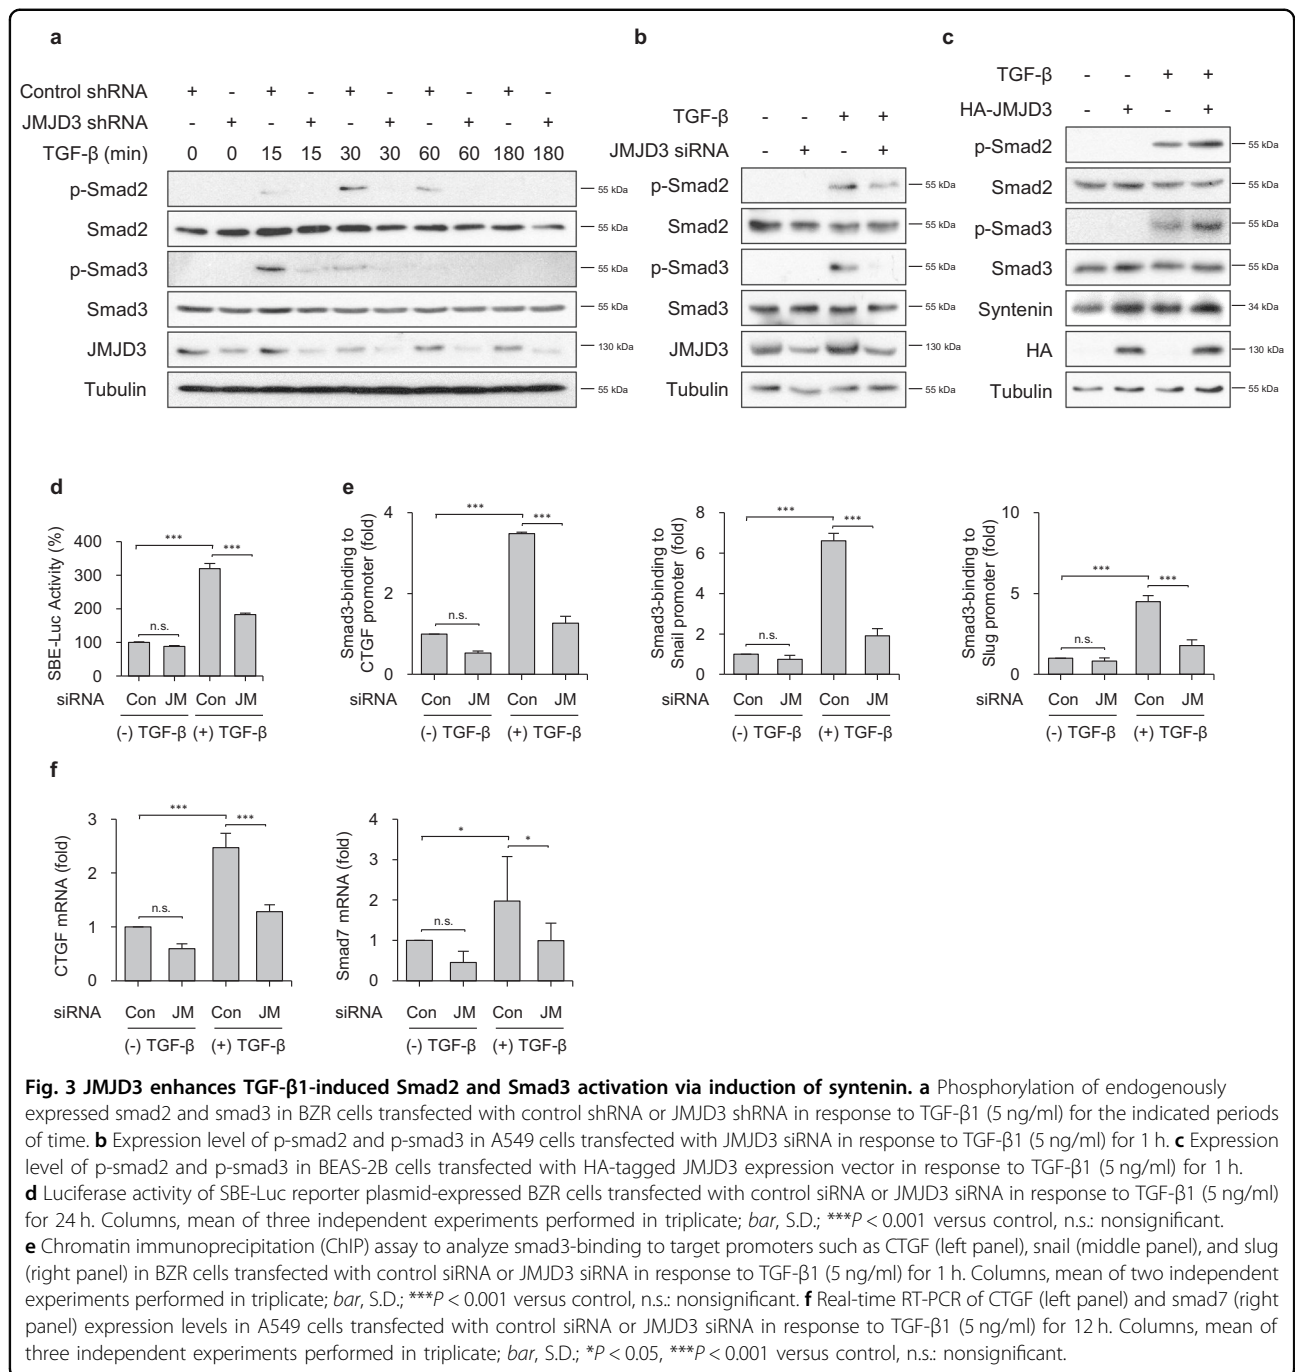 a
Control shRNA + - + - + - + - + -
JMJD3 shRNA - + - + - + - + - +
TGF-β (min) 0 0 15 15 30 30 60 60 180 180
p-Smad2 55 kDa
Smad2 55 kDa
p-Smad3 55 kDa
Smad3 55 kDa
JMJD3 130 kDa
Tubulin 55 kDa
b
TGF-β - - + +
JMJD3 siRNA - + - +
p-Smad2 55 kDa
Smad2 55 kDa
p-Smad3 55 kDa
Smad3 55 kDa
JMJD3 130 kDa
Tubulin 55 kDa
c
TGF-β - - + +
HA-JMJD3 - + - +
p-Smad2 55 kDa
Smad2 55 kDa
p-Smad3 55 kDa
Smad3 55 kDa
Syntenin 34 kDa
HA 130 kDa
Tubulin 55 kDa
d
SBE-Luc Activity (%)
400
300
200
100
0
***
***
n.s.
siRNA Con JM Con JM
(-) TGF-β (+) TGF-β
e
Smad3-binding to
CTGF promoter (fold)
4
2
0
***
***
n.s.
siRNA Con JM Con JM
(-) TGF-β (+) TGF-β
Smad3-binding to
Snail promoter (fold)
8
6
4
2
0
***
***
n.s.
siRNA Con JM Con JM
(-) TGF-β (+) TGF-β
Smad3-binding to
Slug promoter (fold)
10
5
0
***
***
n.s.
siRNA Con JM Con JM
(-) TGF-β (+) TGF-β
f
CTGF mRNA (fold)
3
2
1
0
***
***
n.s.
siRNA Con JM Con JM
(-) TGF-β (+) TGF-β
Smad7 mRNA (fold)
4
3
2
1
0
*
*
n.s.
siRNA Con JM Con JM
(-) TGF-β (+) TGF-β
Fig. 3 JMJD3 enhances TGF-β1-induced Smad2 and Smad3 activation via induction of syntenin. a Phosphorylation of endogenously
expressed smad2 and smad3 in BZR cells transfected with control shRNA or JMJD3 shRNA in response to TGF-β1 (5 ng/ml) for the indicated periods
of time. b Expression level of p-smad2 and p-smad3 in A549 cells transfected with JMJD3 siRNA in response to TGF-β1 (5 ng/ml) for 1 h. c Expression
level of p-smad2 and p-smad3 in BEAS-2B cells transfected with HA-tagged JMJD3 expression vector in response to TGF-β1 (5 ng/ml) for 1 h.
d Luciferase activity of SBE-Luc reporter plasmid-expressed BZR cells transfected with control siRNA or JMJD3 siRNA in response to TGF-β1 (5 ng/ml)
for 24 h. Columns, mean of three independent experiments performed in triplicate; bar, S.D.; ***P < 0.001 versus control, n.s.: nonsignificant.
e Chromatin immunoprecipitation (ChIP) assay to analyze smad3-binding to target promoters such as CTGF (left panel), snail (middle panel), and slug
(right panel) in BZR cells transfected with control siRNA or JMJD3 siRNA in response to TGF-β1 (5 ng/ml) for 1 h. Columns, mean of two independent
experiments performed in triplicate; bar, S.D.; ***P < 0.001 versus control, n.s.: nonsignificant. f Real-time RT-PCR of CTGF (left panel) and smad7 (right
panel) expression levels in A549 cells transfected with control siRNA or JMJD3 siRNA in response to TGF-β1 (5 ng/ml) for 12 h. Columns, mean of
three independent experiments performed in triplicate; bar, S.D.; *P < 0.05, ***P < 0.001 versus control, n.s.: nonsignificant.